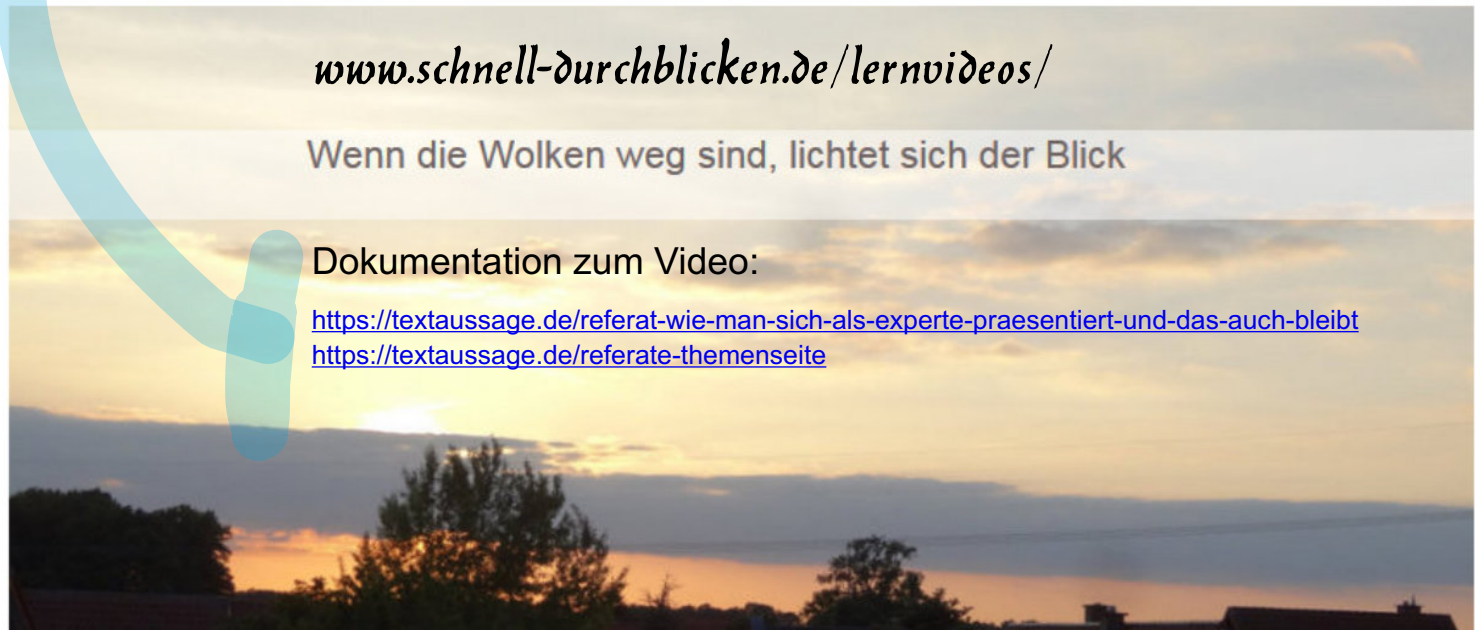 www.schnell-durchblicken.de/lernvideos/
Wenn die Wolken weg sind, lichtet sich der Blick
Dokumentation zum Video:
https://textaussage.de/referat-wie-man-sich-als-experte-praesentiert-und-das-auch-bleibt
https://textaussage.de/referate-themenseite